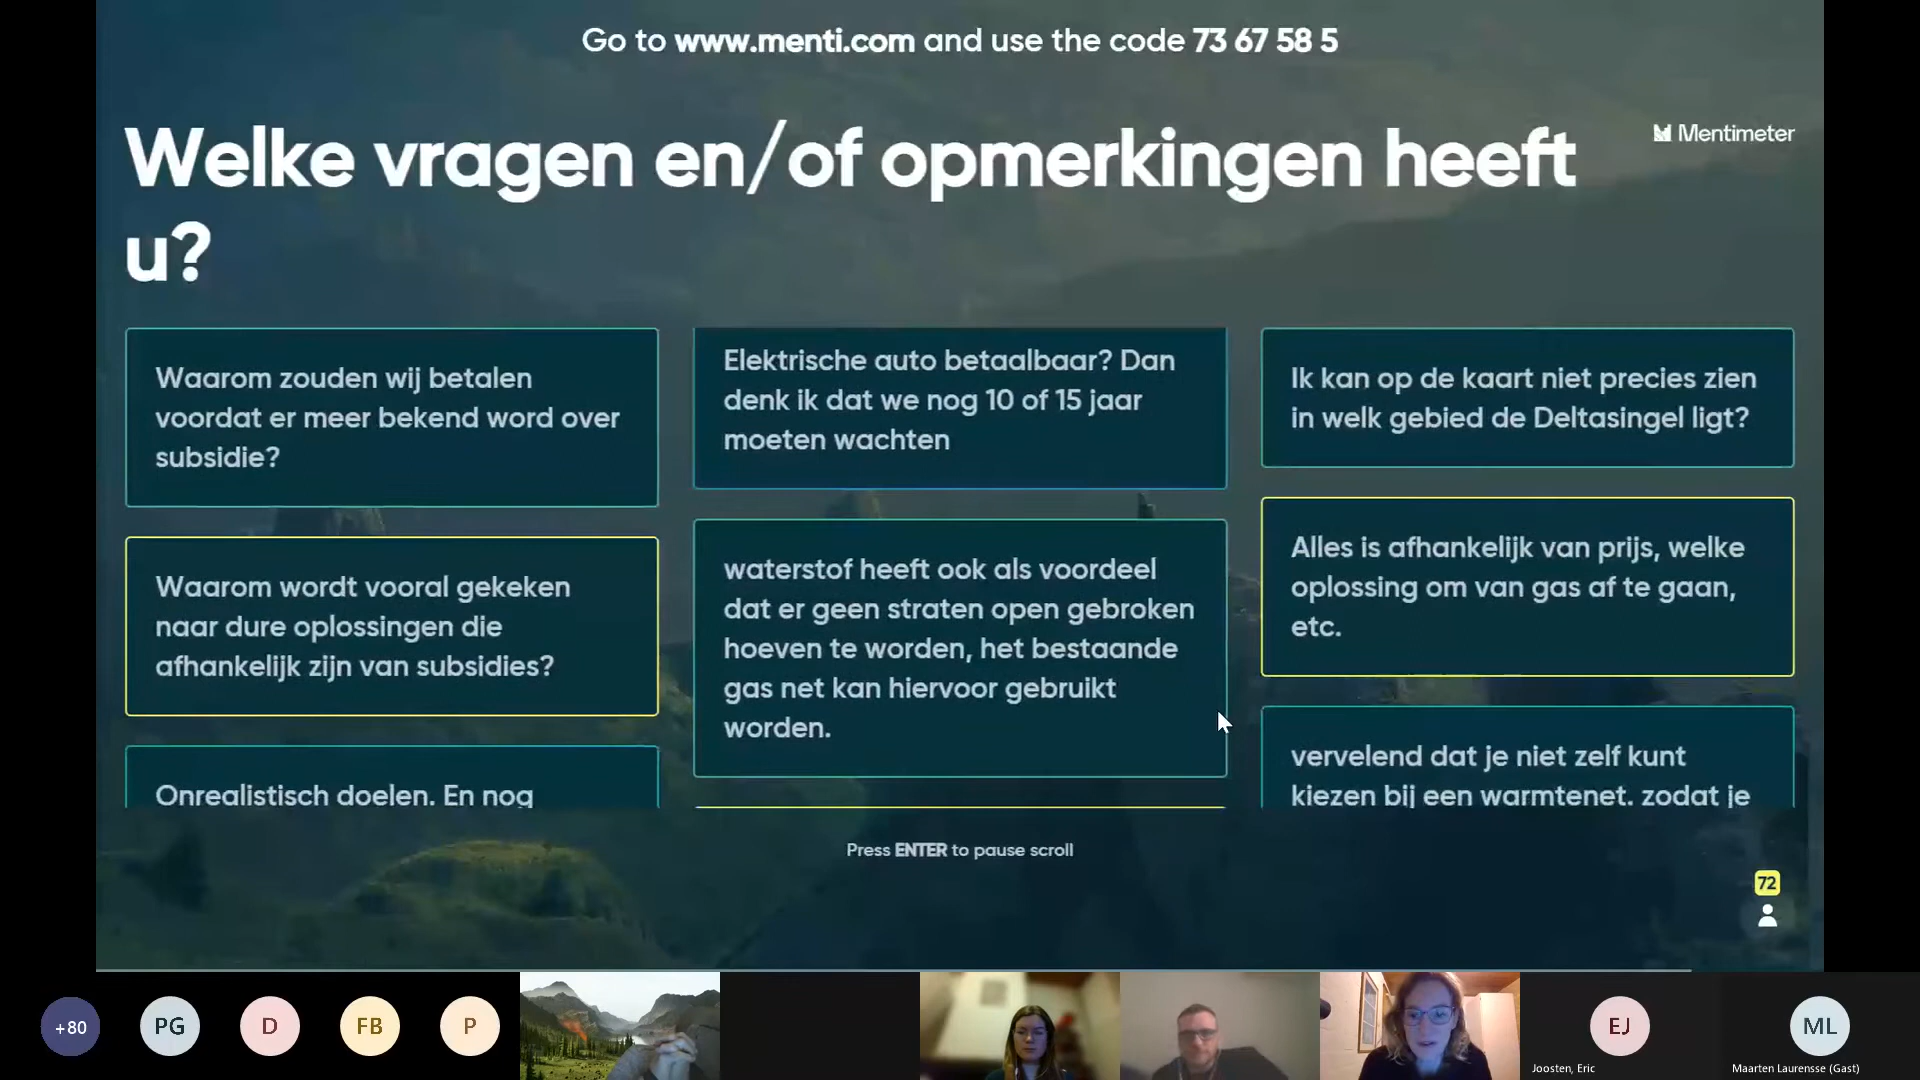 Go to www.menti.com and use the code 73 67 58 5
Welke vragen en/of opmerkingen heeft
u?
Mentimeter
Waarom zouden wij betalen
voordat er meer bekend word over
subsidie?
Waarom wordt vooral gekeken
naar dure oplossingen die
afhankelijk zijn van subsidies?
Onrealistisch doelen. En nog
Elektrische auto betaalbaar? Dan
denk ik dat we nog 10 of 15 jaar
moeten wachten
waterstof heeft ook als voordeel
dat er geen straten open gebroken
hoeven te worden, het bestaande
gas net kan hiervoor gebruikt
worden.
Ik kan op de kaart niet precies zien
in welk gebied de Deltasingel ligt?
Alles is afhankelijk van prijs, welke
oplossing om van gas af te gaan,
etc.
vervelend dat je niet zelf kunt
kiezen bij een warmtenet. zodat je
Press ENTER to pause scroll
72
+80
PG
D
FB
P
EJ
Joosten, Eric
ML
Maarten Laurensse (Gast)